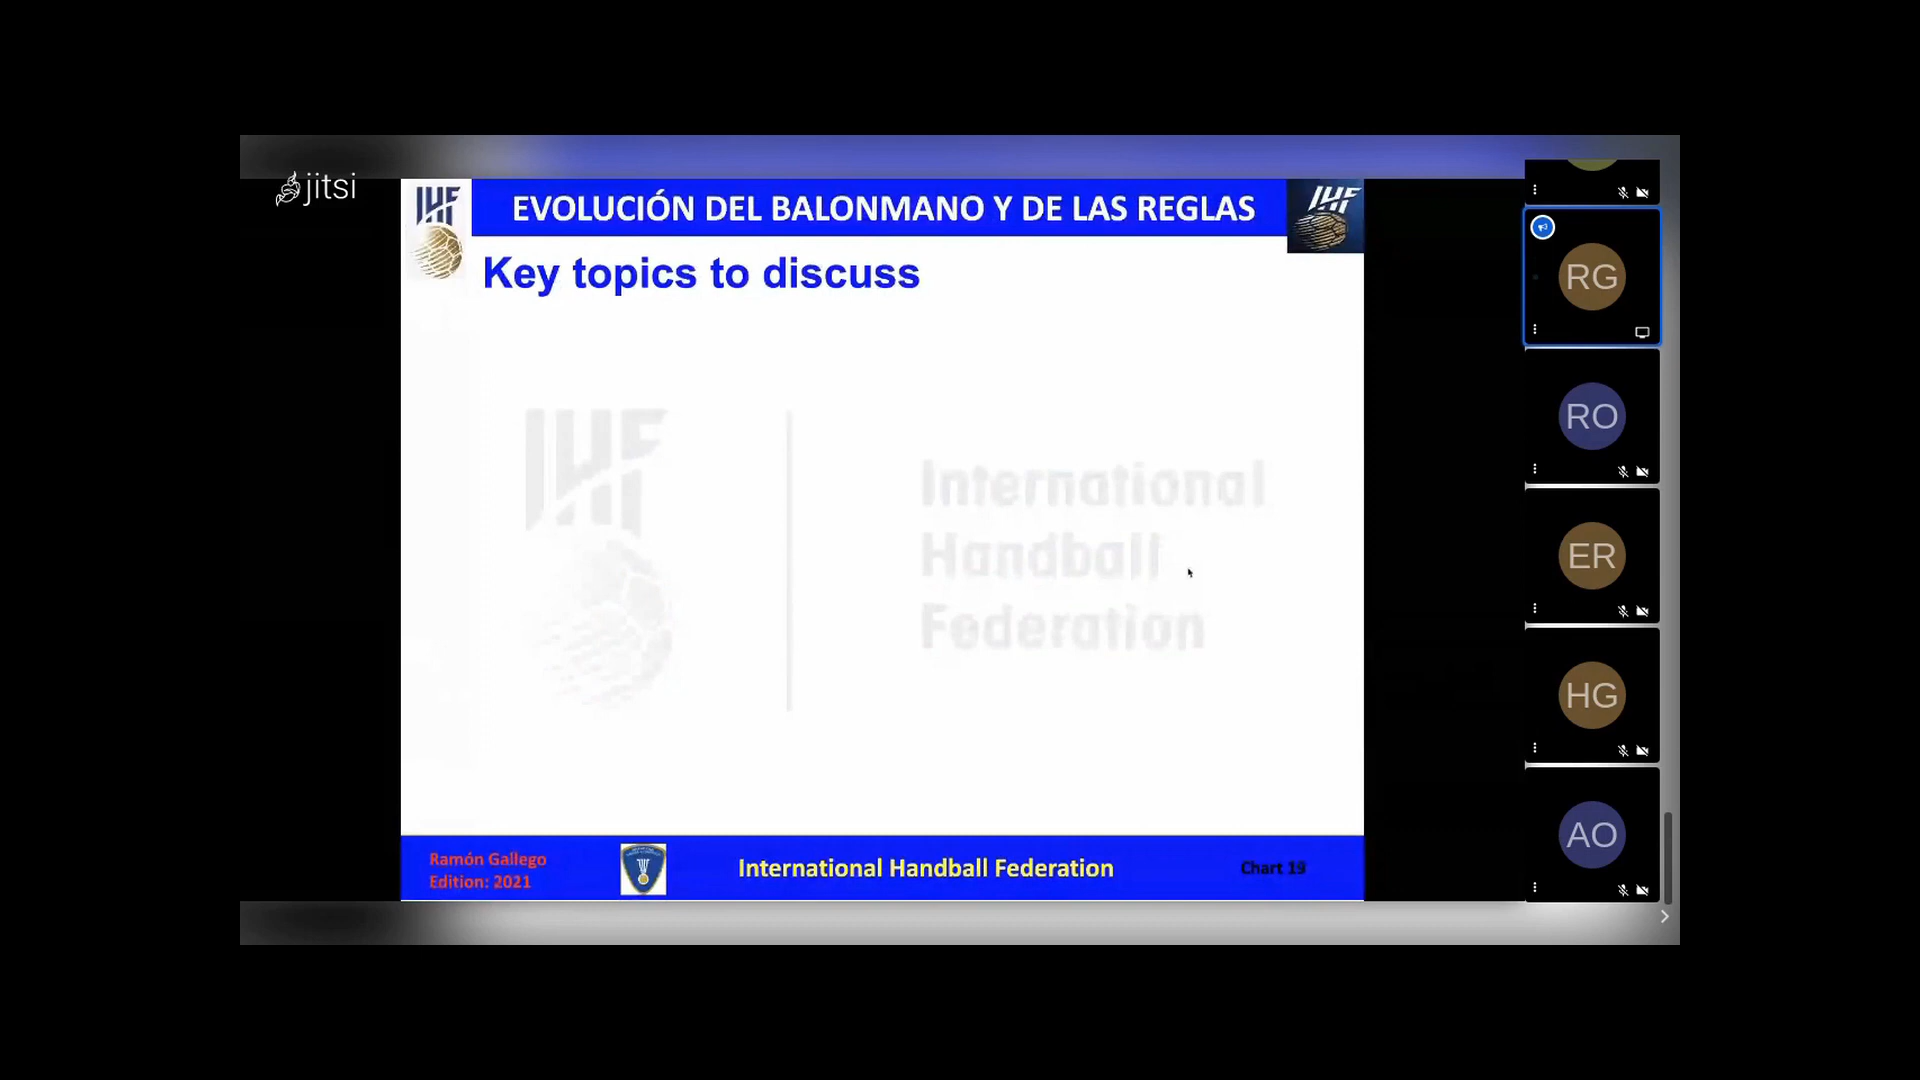 jitsi
IHF
EVOLUCIÓN DEL BALONMANO Y DE LAS REGLAS
IHF
Key topics to discuss
IHF
International
Handball
Federation
Ramón Gallego
Edition: 2021
International Handball Federation
Chart 19
RG
RO
ER
HG
AO